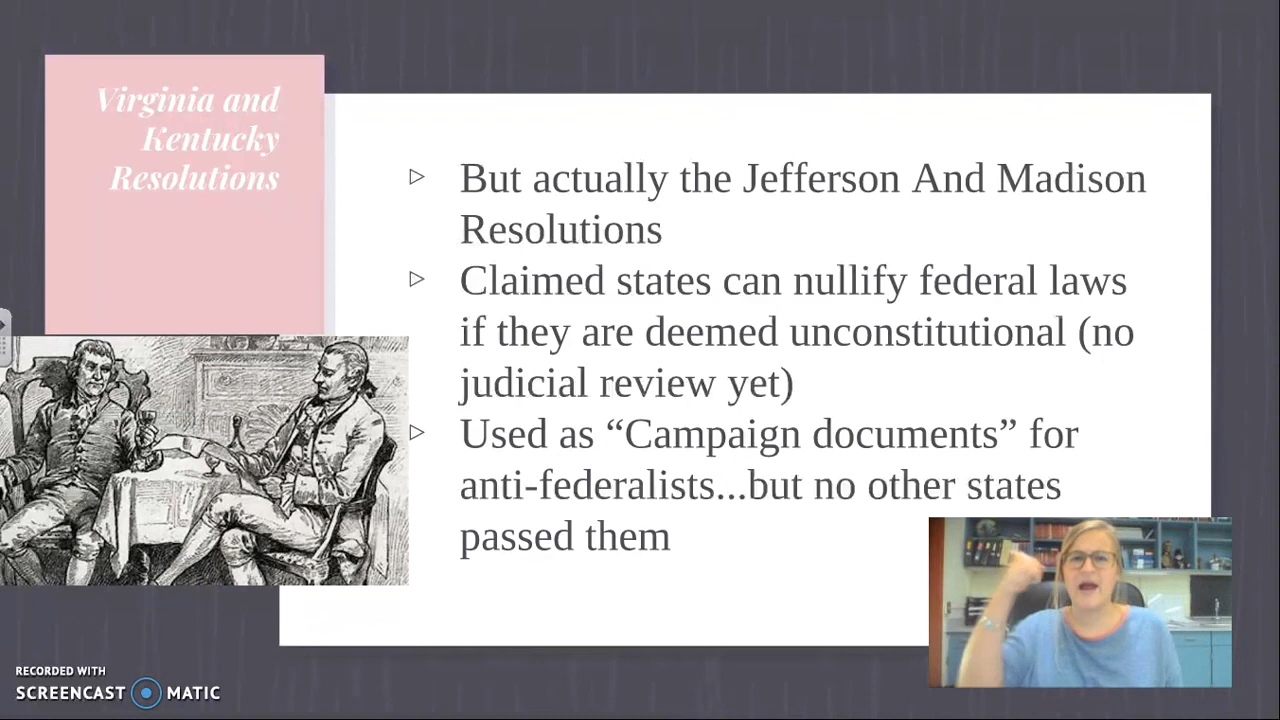 Virginia and
Kentucky
Resolutions
▷ But actually the Jefferson And Madison
Resolutions
▷ Claimed states can nullify federal laws
if they are deemed unconstitutional (no
judicial review yet)
▷ Used as “Campaign documents” for
anti-federalists...but no other states
passed them
RECORDED WITH
SCREENCAST MATIC